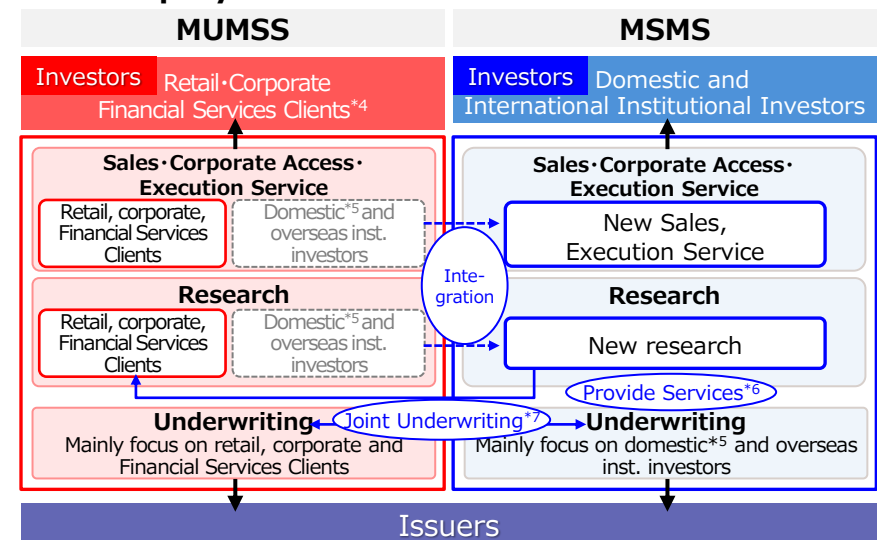 MUMSS
MSMS
Investors Retail･Corporate
Financial Services Clients*4
Investors Domestic and
International Institutional Investors
Sales･Corporate Access･
Execution Service
Retail, corporate,
Financial Services
Clients
Domestic*5 and
overseas inst.
investors
Sales･Corporate Access･
Execution Service
New Sales,
Execution Service
Inte-
gration
Research
Retail, corporate,
Financial Services
Clients
Domestic*5 and
overseas inst.
investors
Research
New research
Provide Services*6
Joint Underwriting*7
Underwriting
Mainly focus on retail, corporate and
Financial Services Clients
Underwriting
Mainly focus on domestic*5 and overseas
inst. investors
Issuers